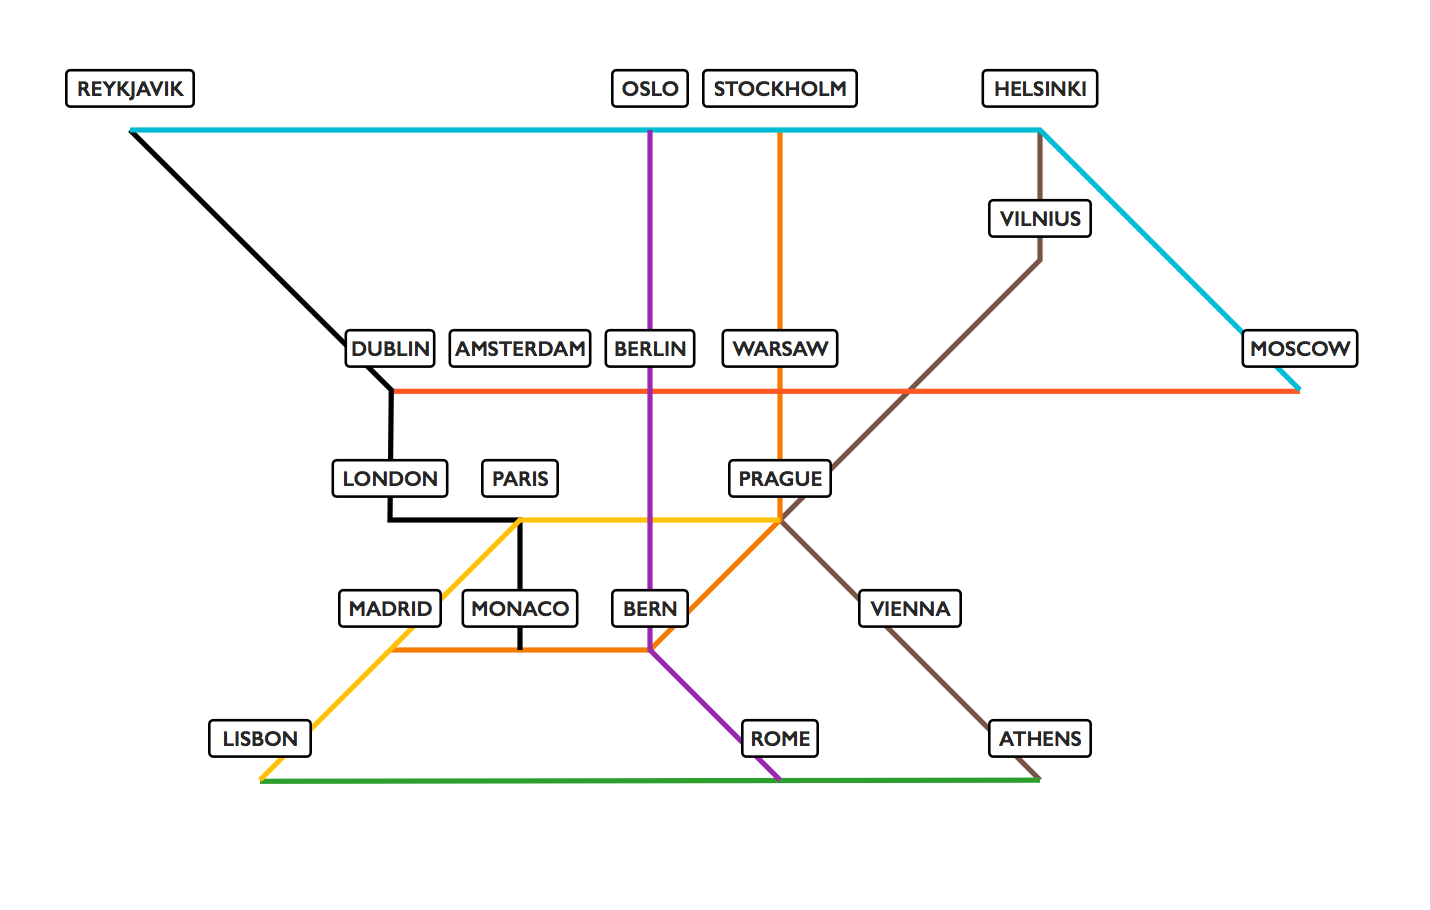 REYKJAVIK
OSLO
STOCKHOLM
HELSINKI
VILNIUS
DUBLIN
AMSTERDAM
BERLIN
WARSAW
MOSCOW
LONDON
PARIS
PRAGUE
MADRID
MONACO
BERN
VIENNA
LISBON
ROME
ATHENS